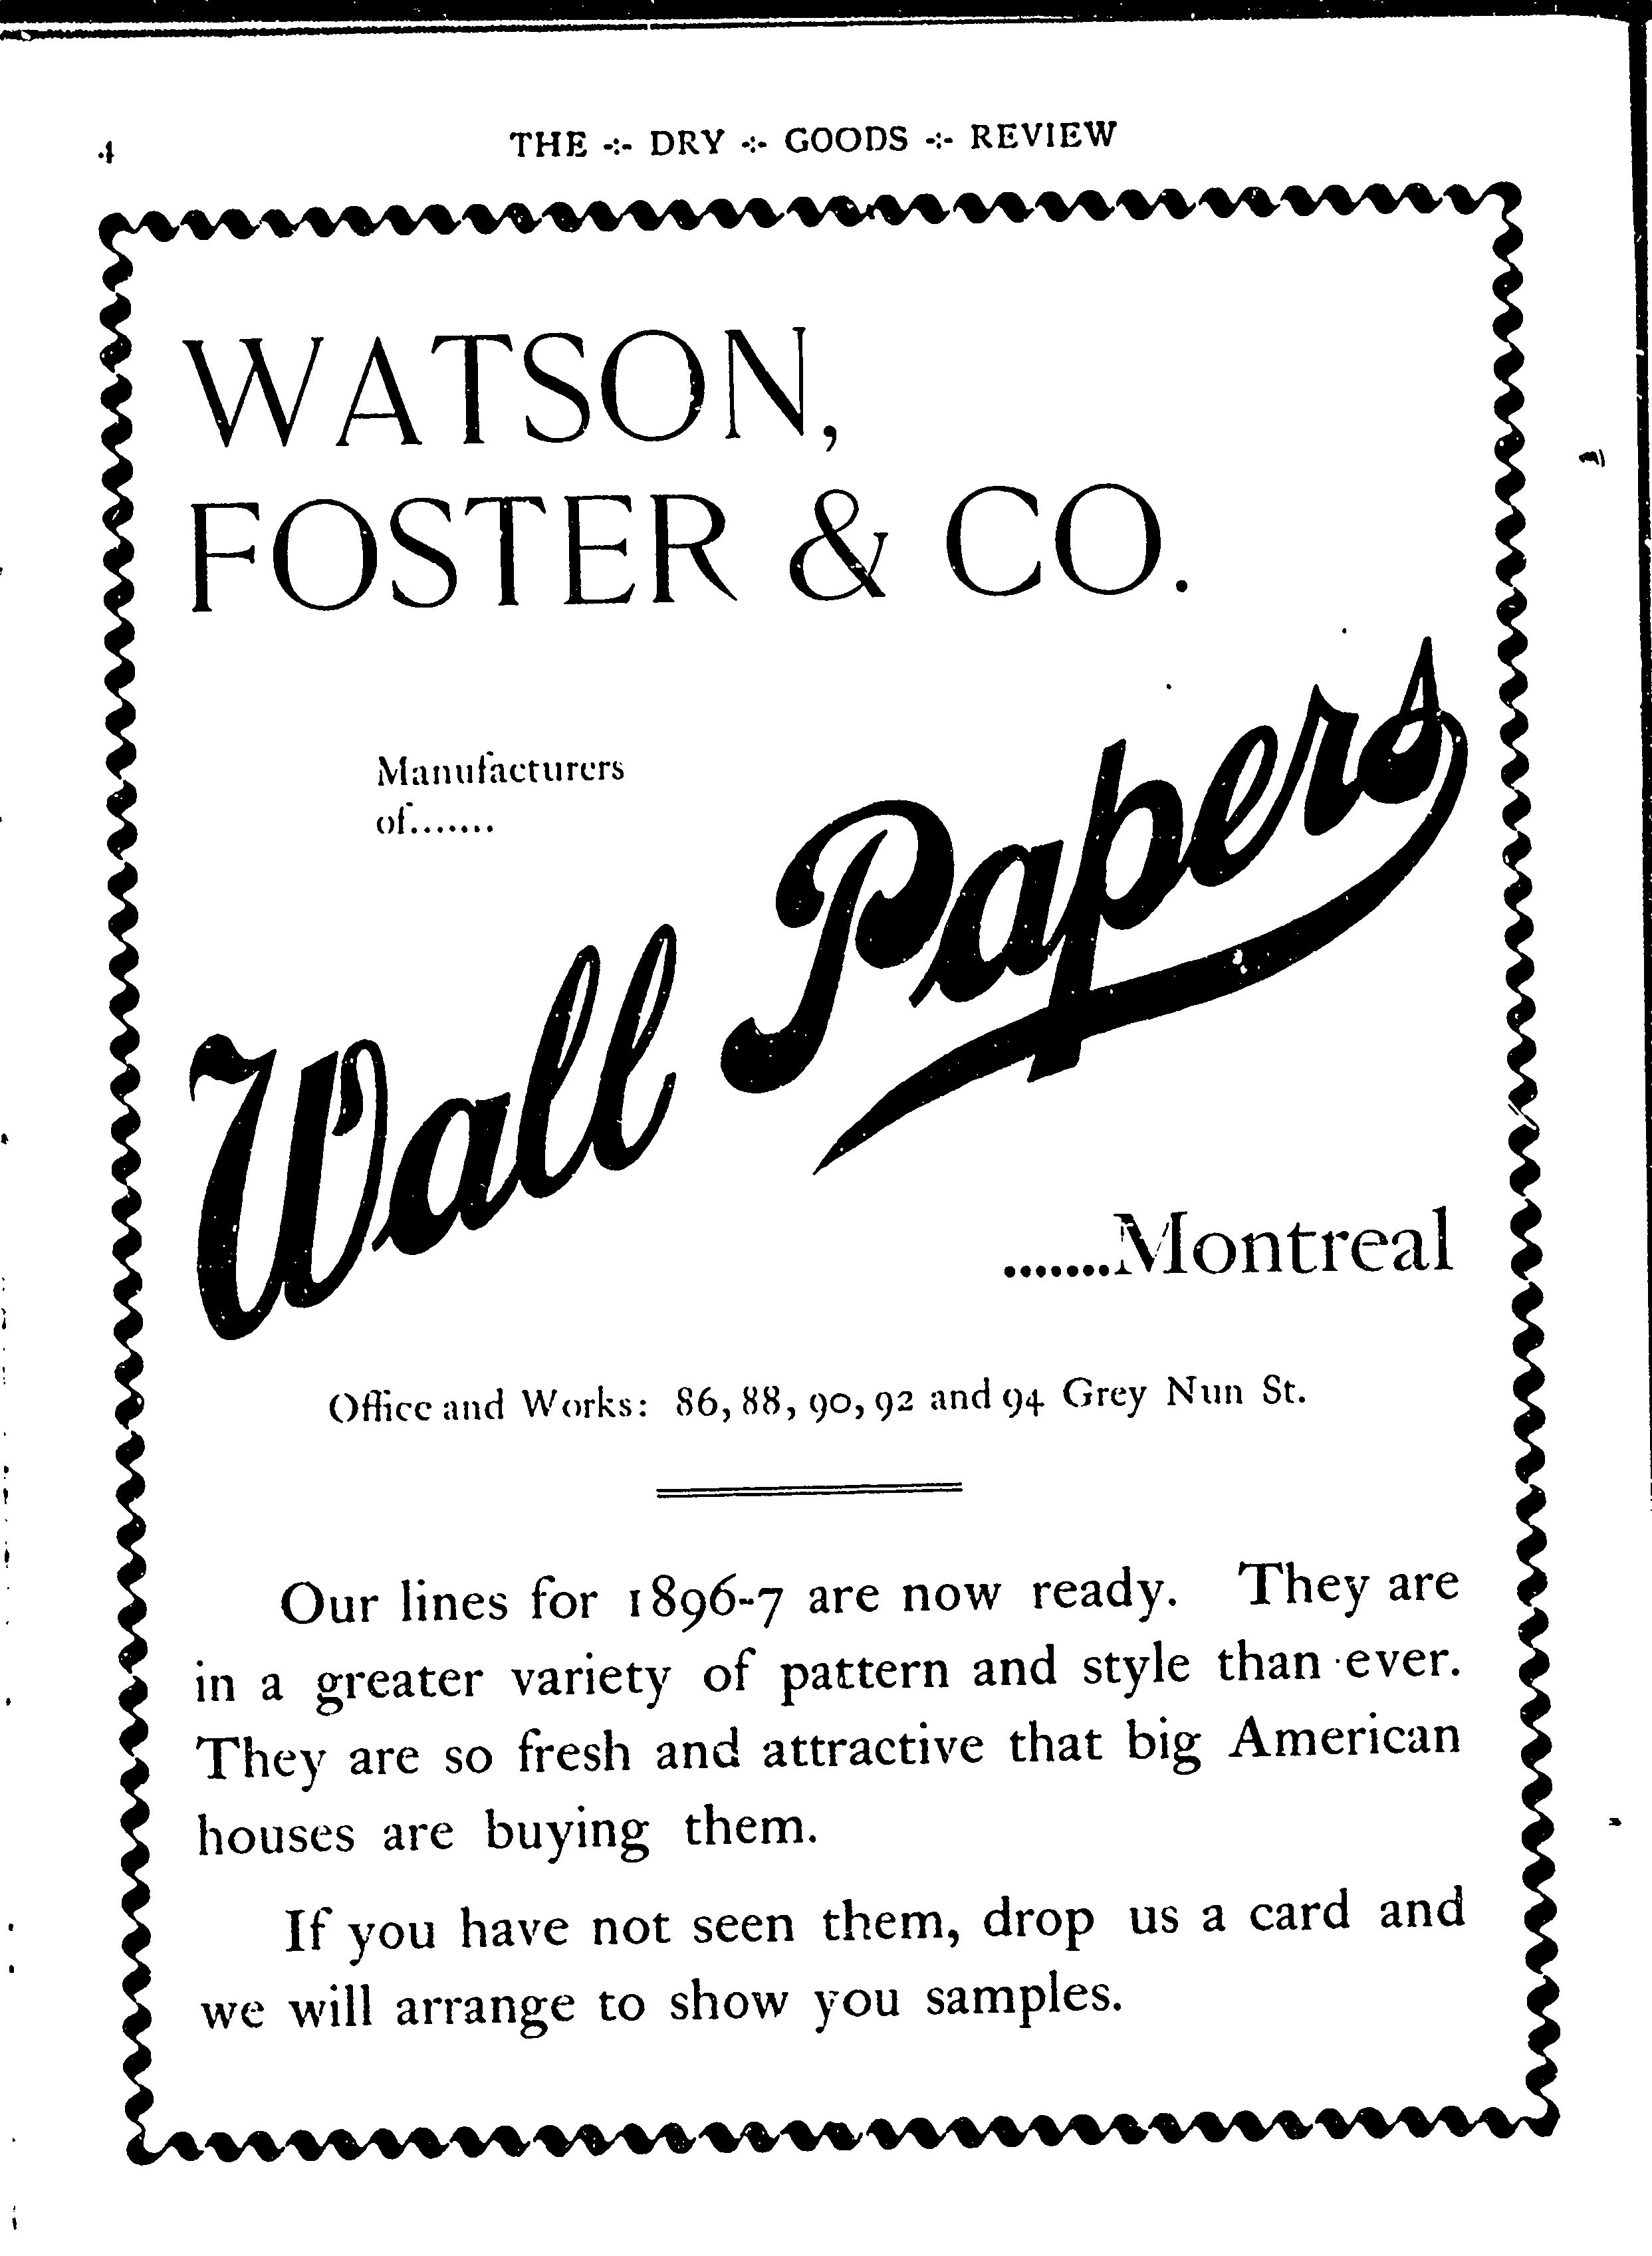 4
THE -:- DRY -:- GOODS -:- REVIEW
WATSON,
FOSTER & CO.
Manufacturers
of.......
Wall Papers
.......Montreal
Office and Works: 86, 88, 90, 92 and 94 Grey Nun St.
Our lines for 1896-7 are now ready. They are
in a greater variety of pattern and style than ever.
They are so fresh and attractive that big American
houses are buying them.
If you have not seen them, drop us a card and
we will arrange to show you samples.